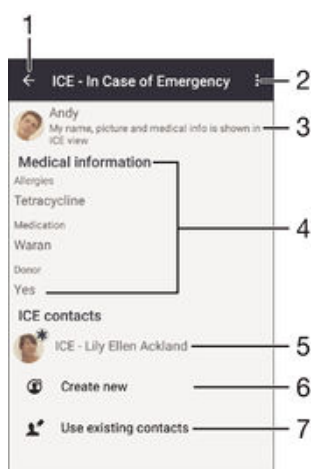 1
ICE - In Case of Emergency
2
Andy
My name, picture and medical info is shown in
ICE view
3
Medical information
Allergies
Tetracycline
Medication
Waran
Donor
Yes
4
ICE contacts
ICE - Lily Ellen Ackland
5
Create new
6
Use existing contacts
7